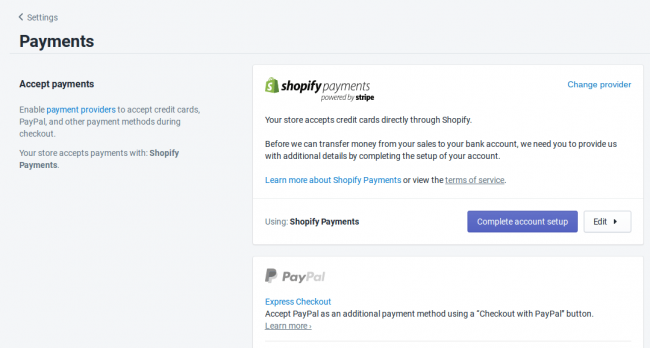 Settings
Payments
Accept payments
Enable payment providers to accept credit cards,
PayPal, and other payment methods during
checkout.
Your store accepts payments with: Shopify
Payments.
shopify payments
powered by stripe
Change provider
Your store accepts credit cards directly through Shopify.
Before we can transfer money from your sales to your bank account, we need you to provide us
with additional details by completing the setup of your account.
Learn more about Shopify Payments or view the terms of service.
Using: Shopify Payments
Complete account setup
Edit
PayPal
Express Checkout
Accept PayPal as an additional payment method using a “Checkout with PayPal” button.
Learn more ›